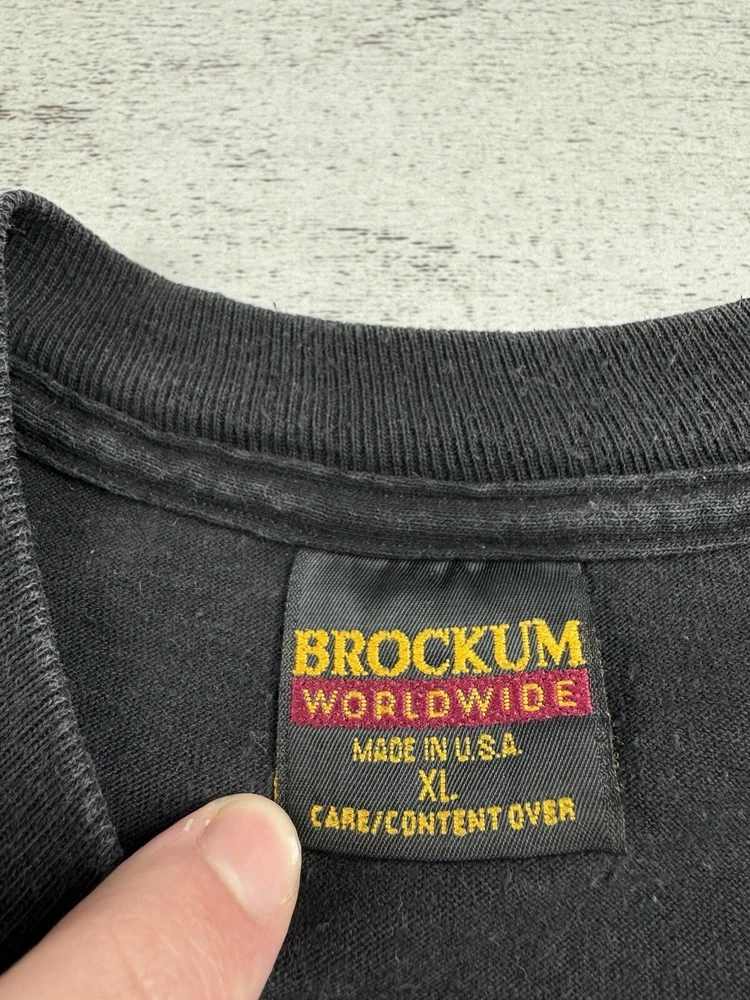 BROCKUM
WORLDWIDE
MADE IN U.S.A.
XL
CARE/CONTENT OVER